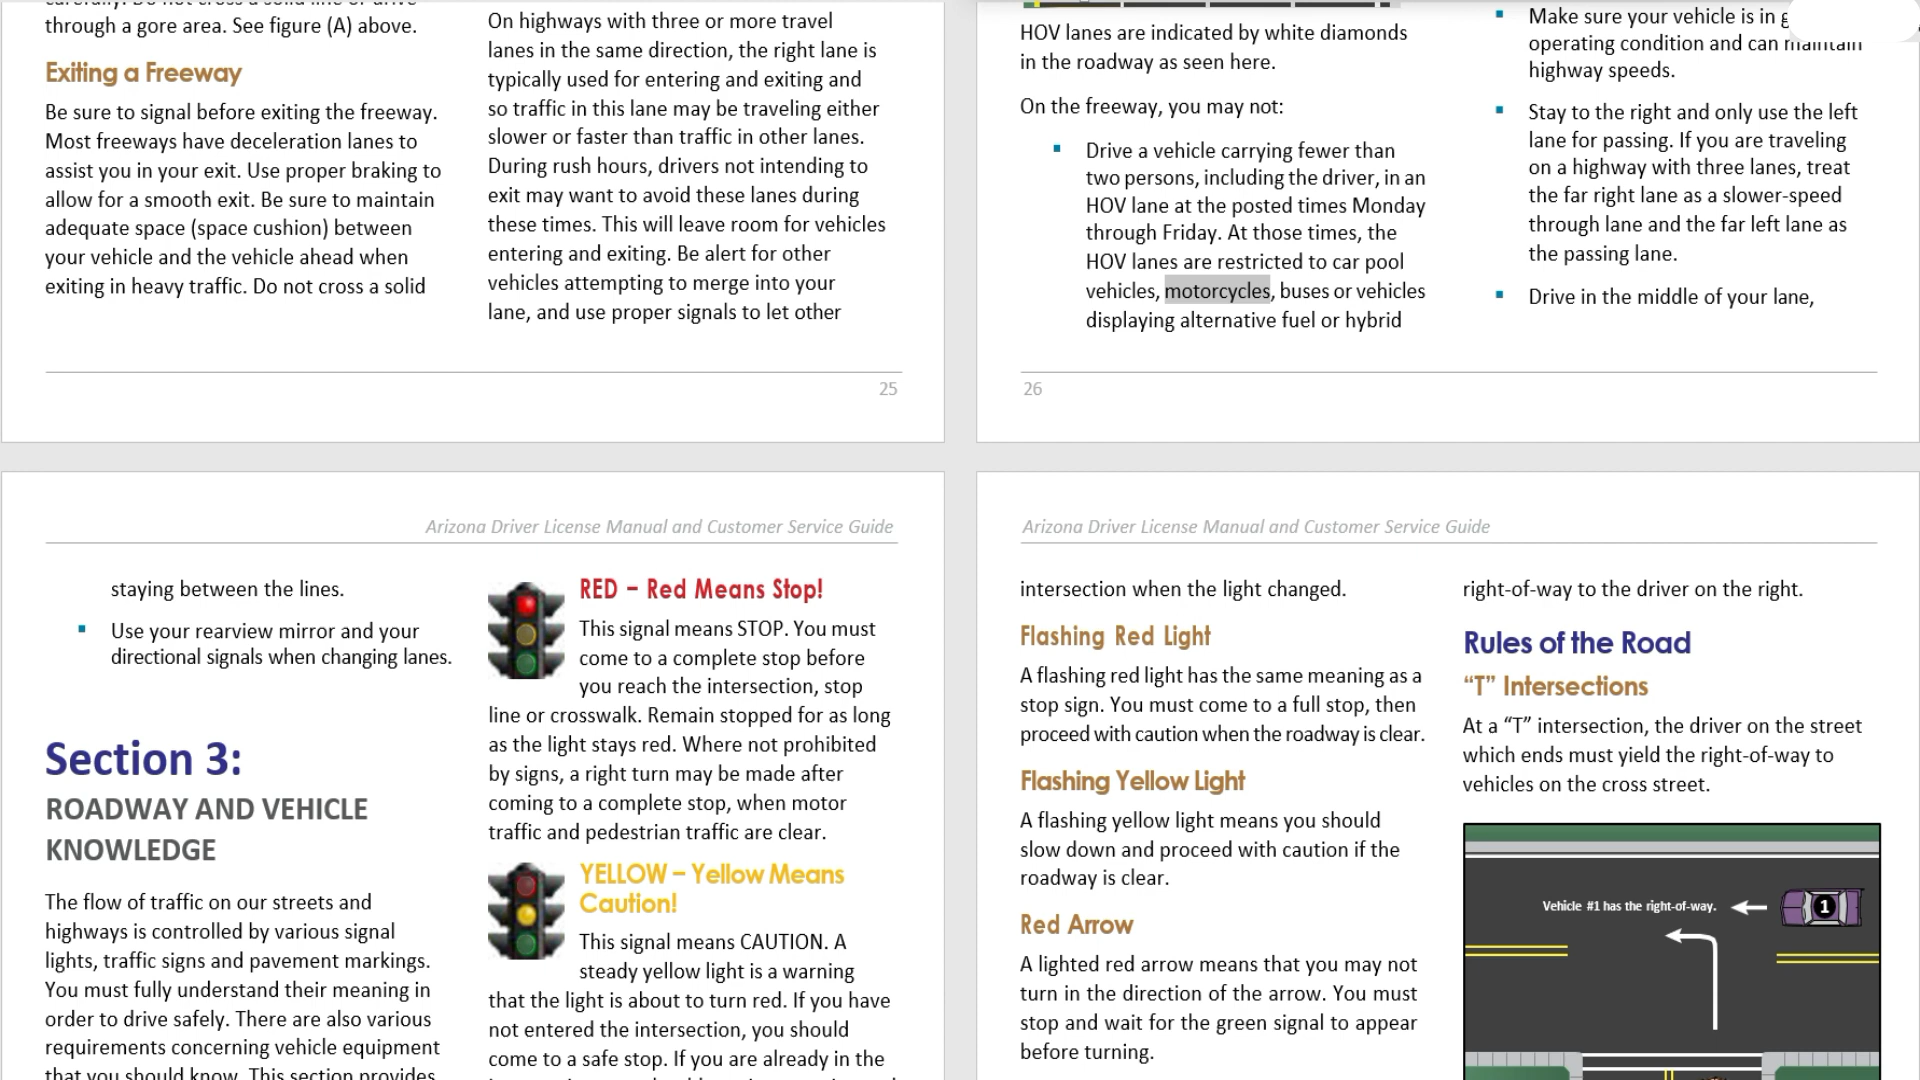 through a gore area. See figure (A) above.
Exiting a Freeway
Be sure to signal before exiting the freeway.
Most freeways have deceleration lanes to
assist you in your exit. Use proper braking to
allow for a smooth exit. Be sure to maintain
adequate space (space cushion) between
your vehicle and the vehicle ahead when
exiting in heavy traffic. Do not cross a solid
On highways with three or more travel
lanes in the same direction, the right lane is
typically used for entering and exiting and
so traffic in this lane may be traveling either
slower or faster than traffic in other lanes.
During rush hours, drivers not intending to
exit may want to avoid these lanes during
these times. This will leave room for vehicles
entering and exiting. Be alert for other
vehicles attempting to merge into your
lane, and use proper signals to let other
25
HOV lanes are indicated by white diamonds
in the roadway as seen here.
On the freeway, you may not:
Drive a vehicle carrying fewer than
two persons, including the driver, in an
HOV lane at the posted times Monday
through Friday. At those times, the
HOV lanes are restricted to car pool
vehicles, motorcycles, buses or vehicles
displaying alternative fuel or hybrid
Make sure your vehicle is in
operating condition and can maintain
highway speeds.
Stay to the right and only use the left
lane for passing. If you are traveling
on a highway with three lanes, treat
the far right lane as a slower-speed
through lane and the far left lane as
the passing lane.
Drive in the middle of your lane,
26
Arizona Driver License Manual and Customer Service Guide
staying between the lines.
Use your rearview mirror and your
directional signals when changing lanes.
Section 3:
ROADWAY AND VEHICLE
KNOWLEDGE
The flow of traffic on our streets and
highways is controlled by various signal
lights, traffic signs and pavement markings.
You must fully understand their meaning in
order to drive safely. There are also various
requirements concerning vehicle equipment
that you should know. This section provides
RED – Red Means Stop!
This signal means STOP. You must
come to a complete stop before
you reach the intersection, stop
line or crosswalk. Remain stopped for as long
as the light stays red. Where not prohibited
by signs, a right turn may be made after
coming to a complete stop, when motor
traffic and pedestrian traffic are clear.
YELLOW – Yellow Means
Caution!
This signal means CAUTION. A
steady yellow light is a warning
that the light is about to turn red. If you have
not entered the intersection, you should
come to a safe stop. If you are already in the
Arizona Driver License Manual and Customer Service Guide
intersection when the light changed.
Flashing Red Light
A flashing red light has the same meaning as a
stop sign. You must come to a full stop, then
proceed with caution when the roadway is clear.
Flashing Yellow Light
A flashing yellow light means you should
slow down and proceed with caution if the
roadway is clear.
Red Arrow
A lighted red arrow means that you may not
turn in the direction of the arrow. You must
stop and wait for the green signal to appear
before turning.
right-of-way to the driver on the right.
Rules of the Road
“T” Intersections
At a “T” intersection, the driver on the street
which ends must yield the right-of-way to
vehicles on the cross street.
Vehicle #1 has the right-of-way.
1